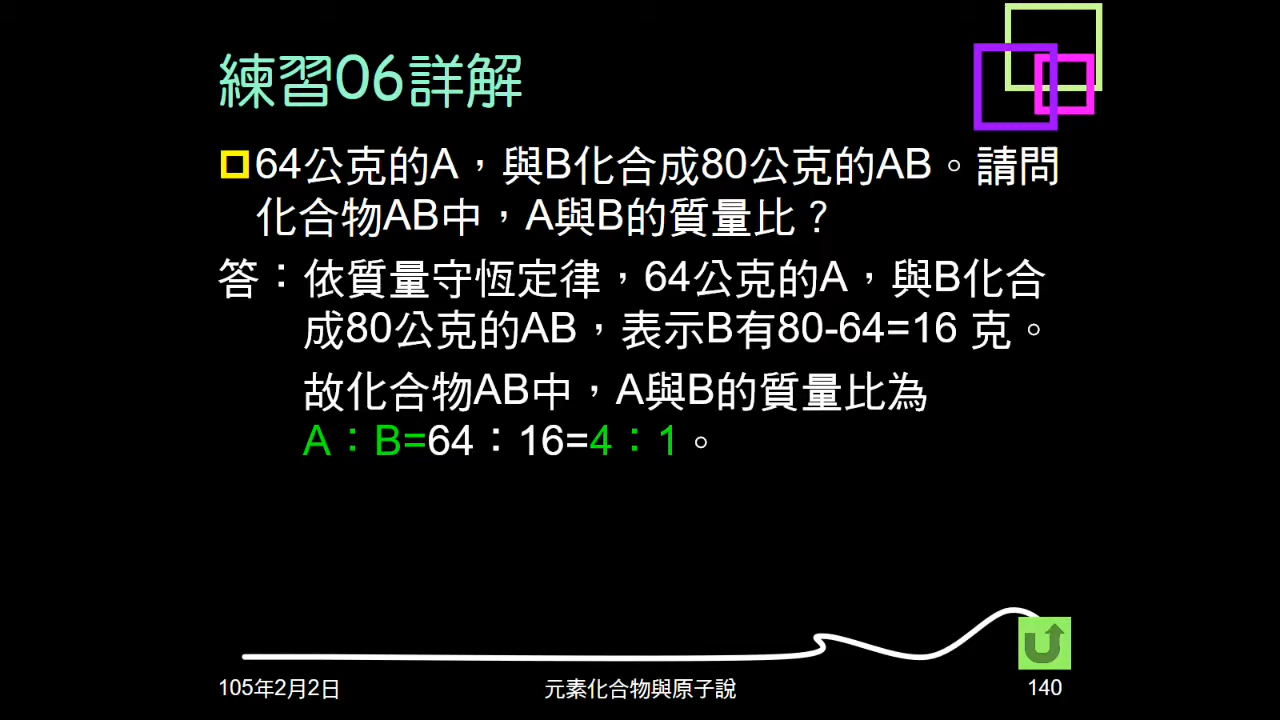 練習06詳解
64公克的A，與B化合成80公克的AB。請問
化合物AB中，A與B的質量比？
答：依質量守恆定律，64公克的A，與B化合
成80公克的AB，表示B有80-64=16 克。
故化合物AB中，A與B的質量比為
A：B=64：16=4：1。
105年2月2日
元素化合物與原子說
140